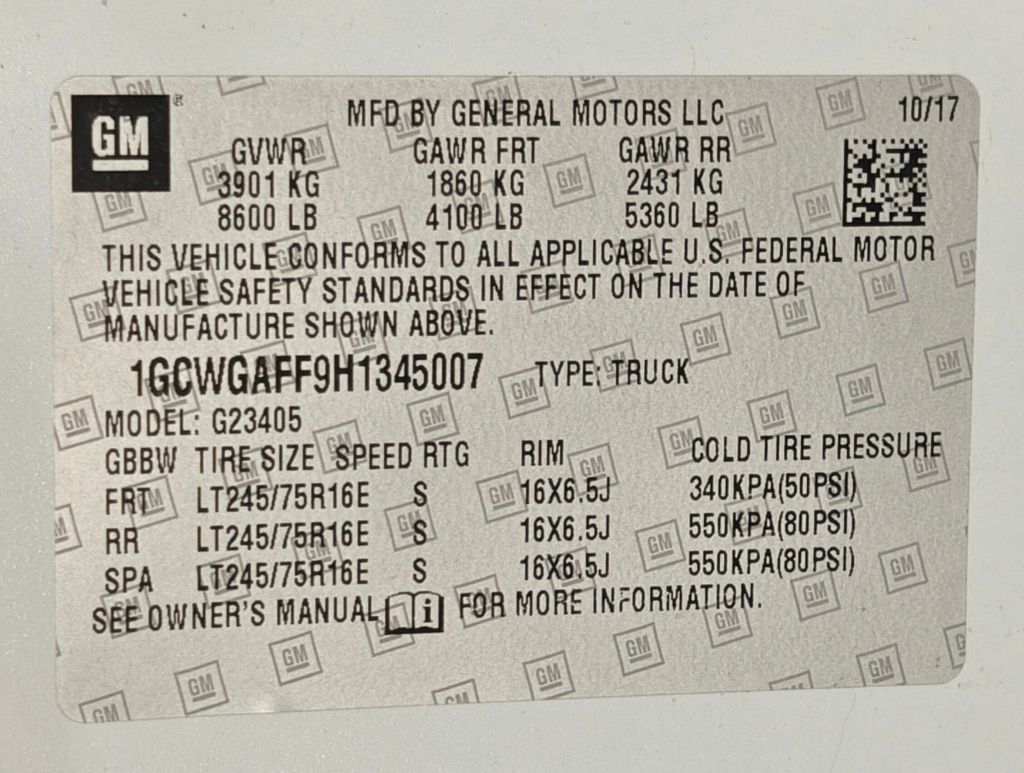 GM
MFD BY GENERAL MOTORS LLC 10/17
GVWR GAWR FRT GAWR RR
3901 KG 1860 KG 2431 KG
8600 LB 4100 LB 5360 LB
THIS VEHICLE CONFORMS TO ALL APPLICABLE U.S. FEDERAL MOTOR
VEHICLE SAFETY STANDARDS IN EFFECT ON THE DATE OF
MANUFACTURE SHOWN ABOVE.
1GCWGAFF9H1345007 TYPE: TRUCK
MODEL: G23405
GBBW TIRE SIZE SPEED RTG RIM COLD TIRE PRESSURE
FRT LT245/75R16E S 16X6.5J 340KPA(50PSI)
RR LT245/75R16E S 16X6.5J 550KPA(80PSI)
SPA LT245/75R16E S 16X6.5J 550KPA(80PSI)
SEE OWNER'S MANUAL i FOR MORE INFORMATION.